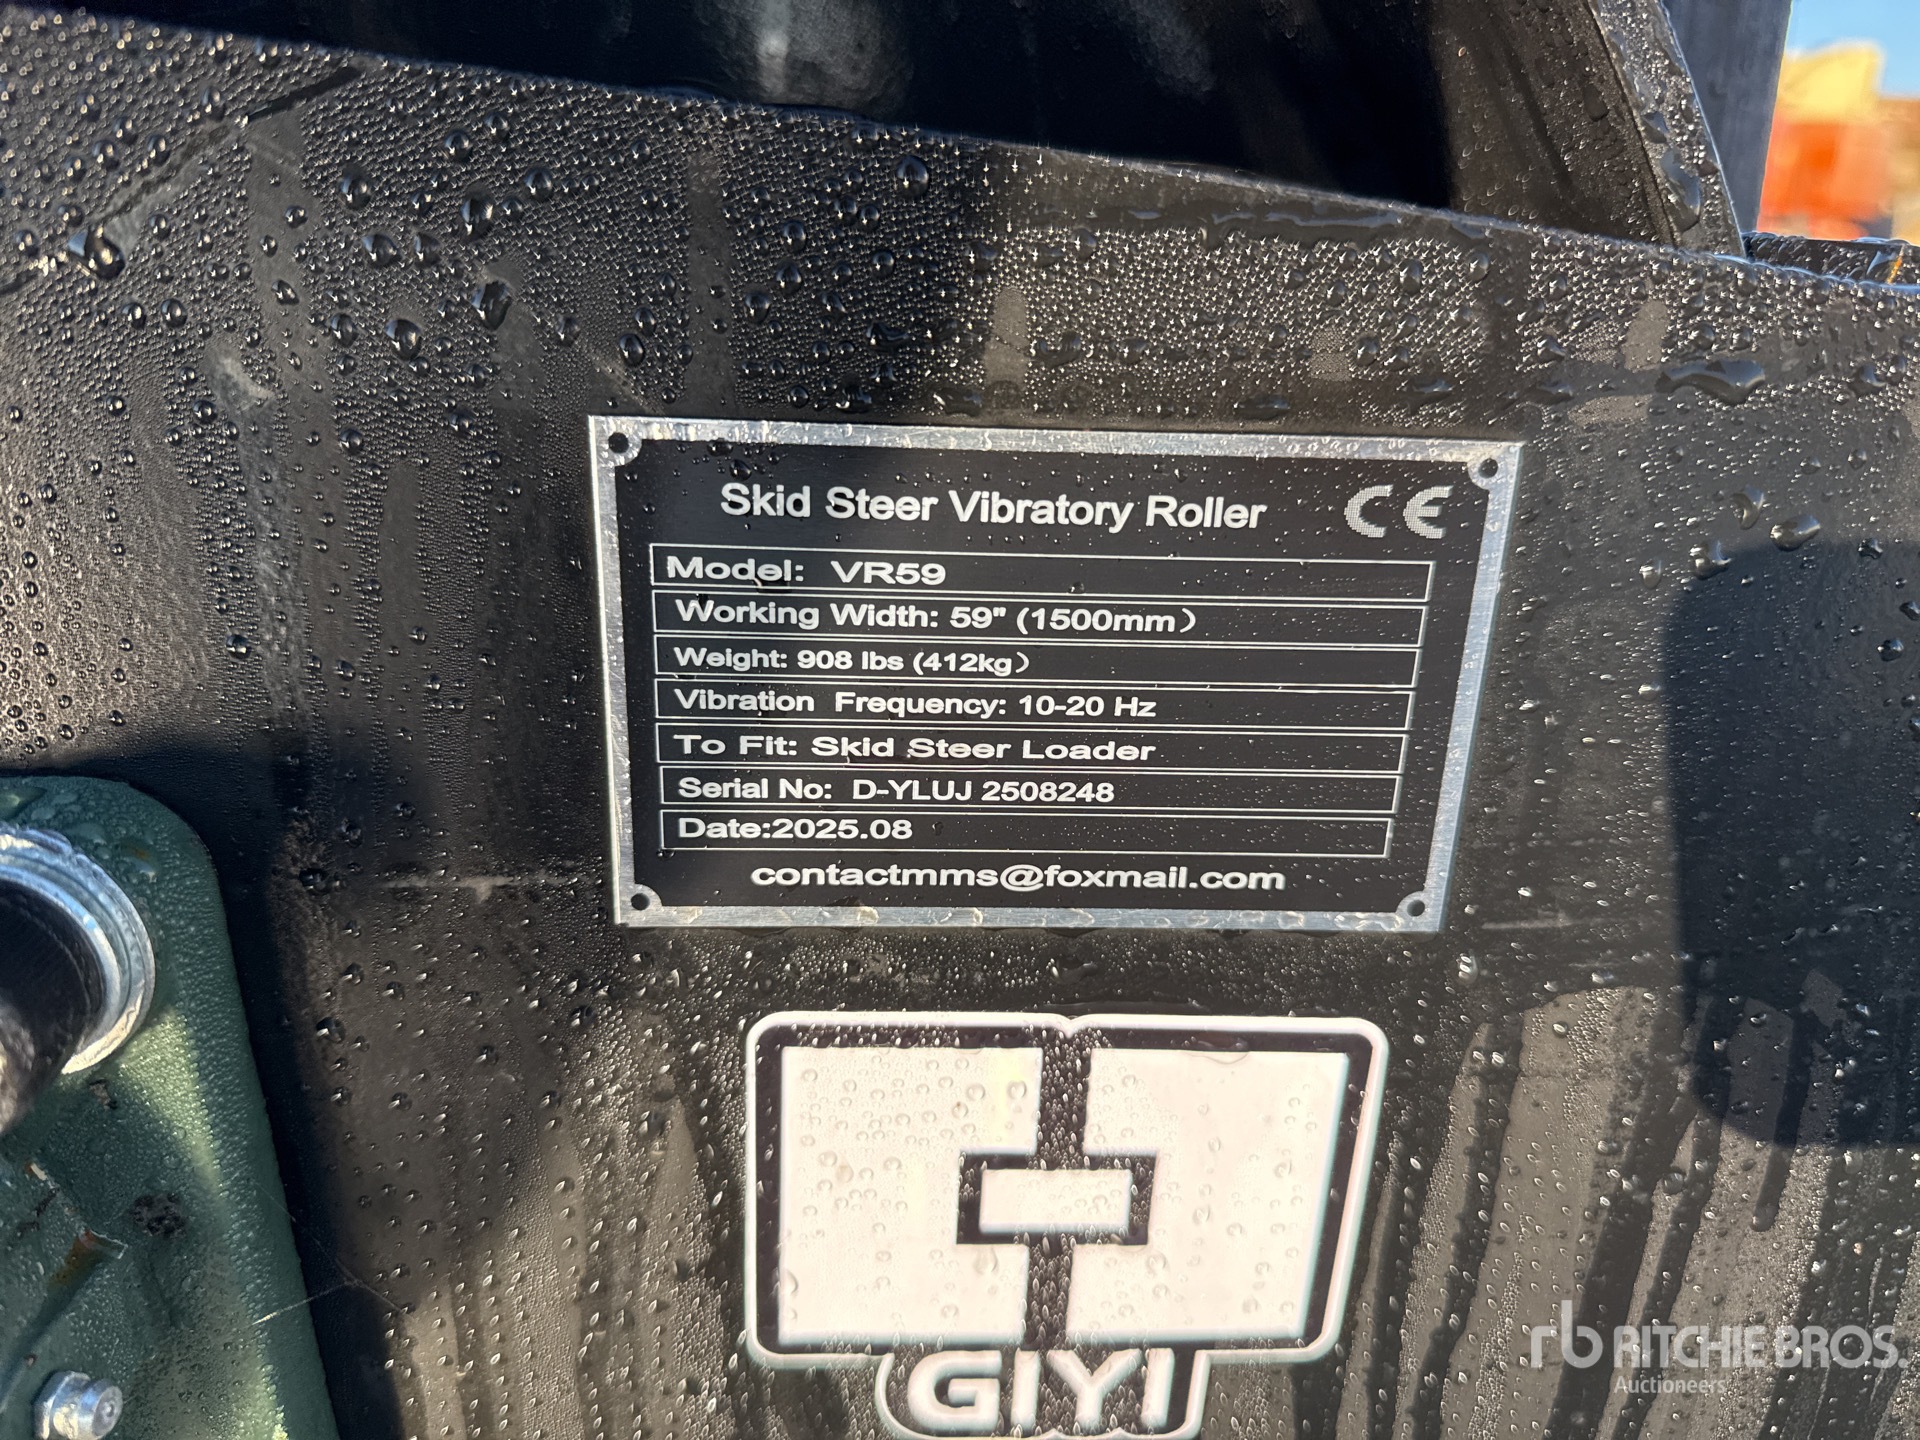 Skid Steer Vibratory Roller CE
Model: VR59
Working Width: 59" (1500mm）
Weight: 908 lbs (412kg）
Vibration Frequency: 10-20 Hz
To Fit: Skid Steer Loader
Serial No: D-YLUJ 2508248
Date:2025.08
contactmms@foxmail.com
GIYI
rb RITCHIE BROS.
Auctioneers